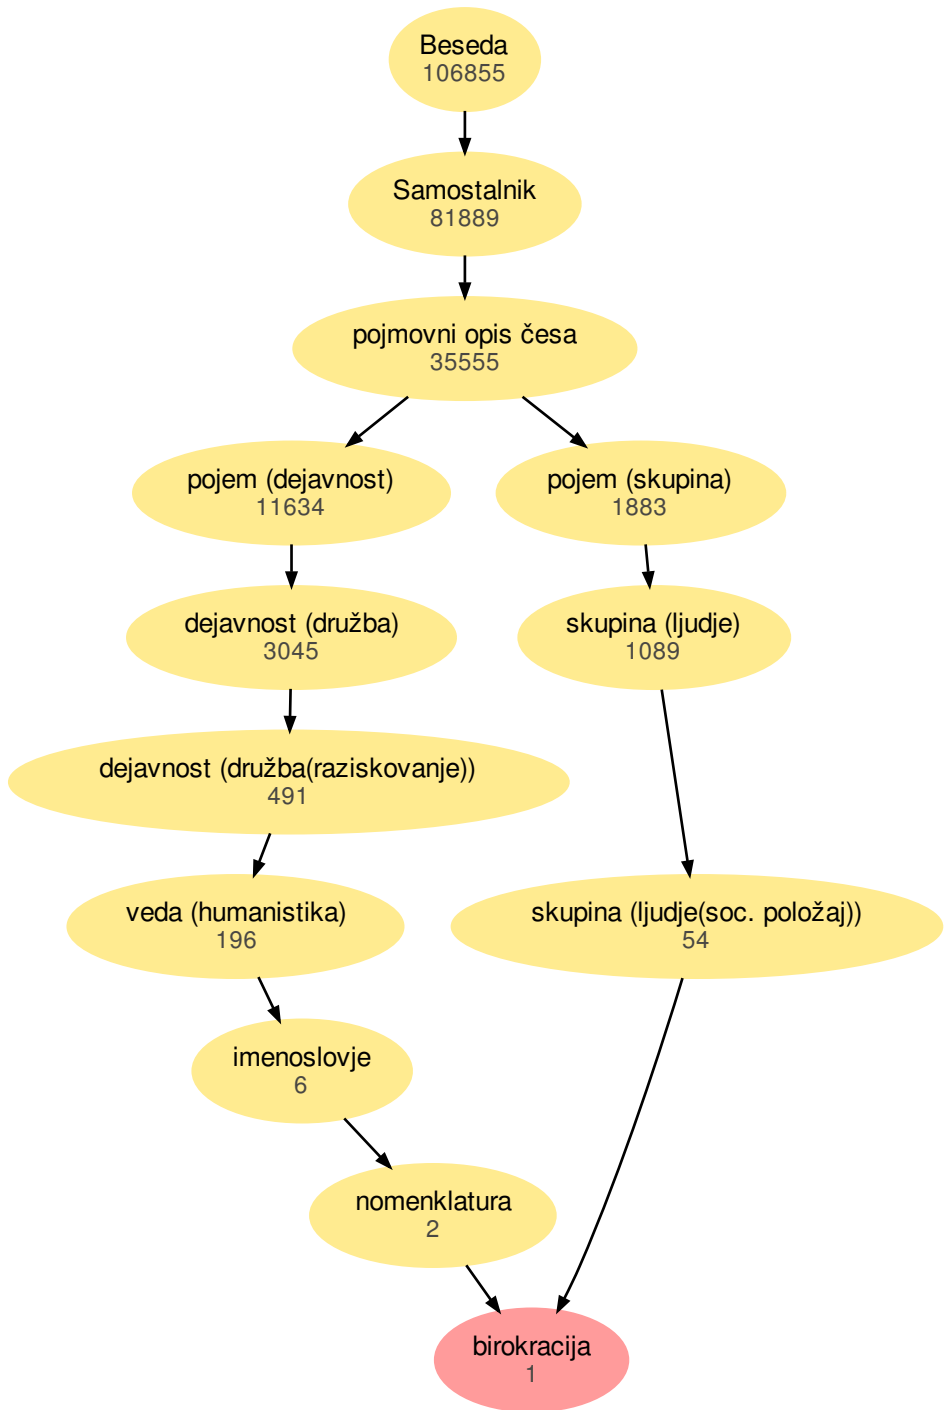 Beseda
106855
Samostalnik
81889
pojmovni opis česa
35555
pojem (dejavnost)
11634
pojem (skupina)
1883
dejavnost (družba)
3045
skupina (ljudje)
1089
dejavnost (družba(raziskovanje))
491
veda (humanistika)
196
skupina (ljudje(soc. položaj))
54
imenoslovje
6
nomenklatura
2
birokracija
1